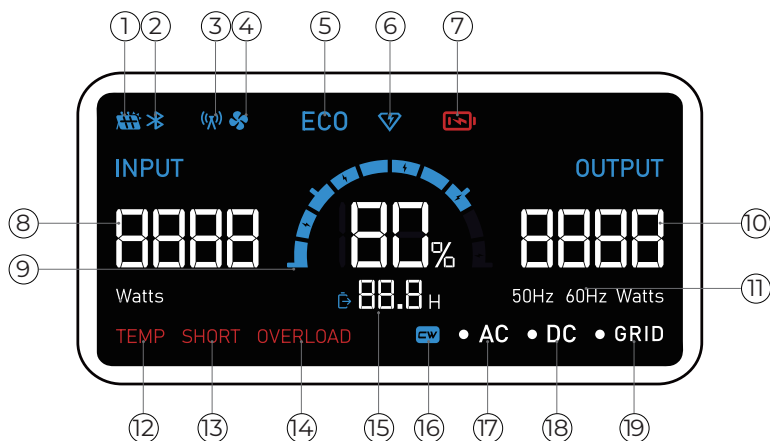 ① ② ③ ④ ⑤ ⑥ ⑦
ECO
INPUT OUTPUT
⑧ 8888 80% 8888 ⑩
⑨
Watts 88.8 H 50Hz 60Hz Watts ⑪
TEMP SHORT OVERLOAD CW • AC • DC • GRID
⑫ ⑬ ⑭ ⑮ ⑯ ⑰ ⑱ ⑲